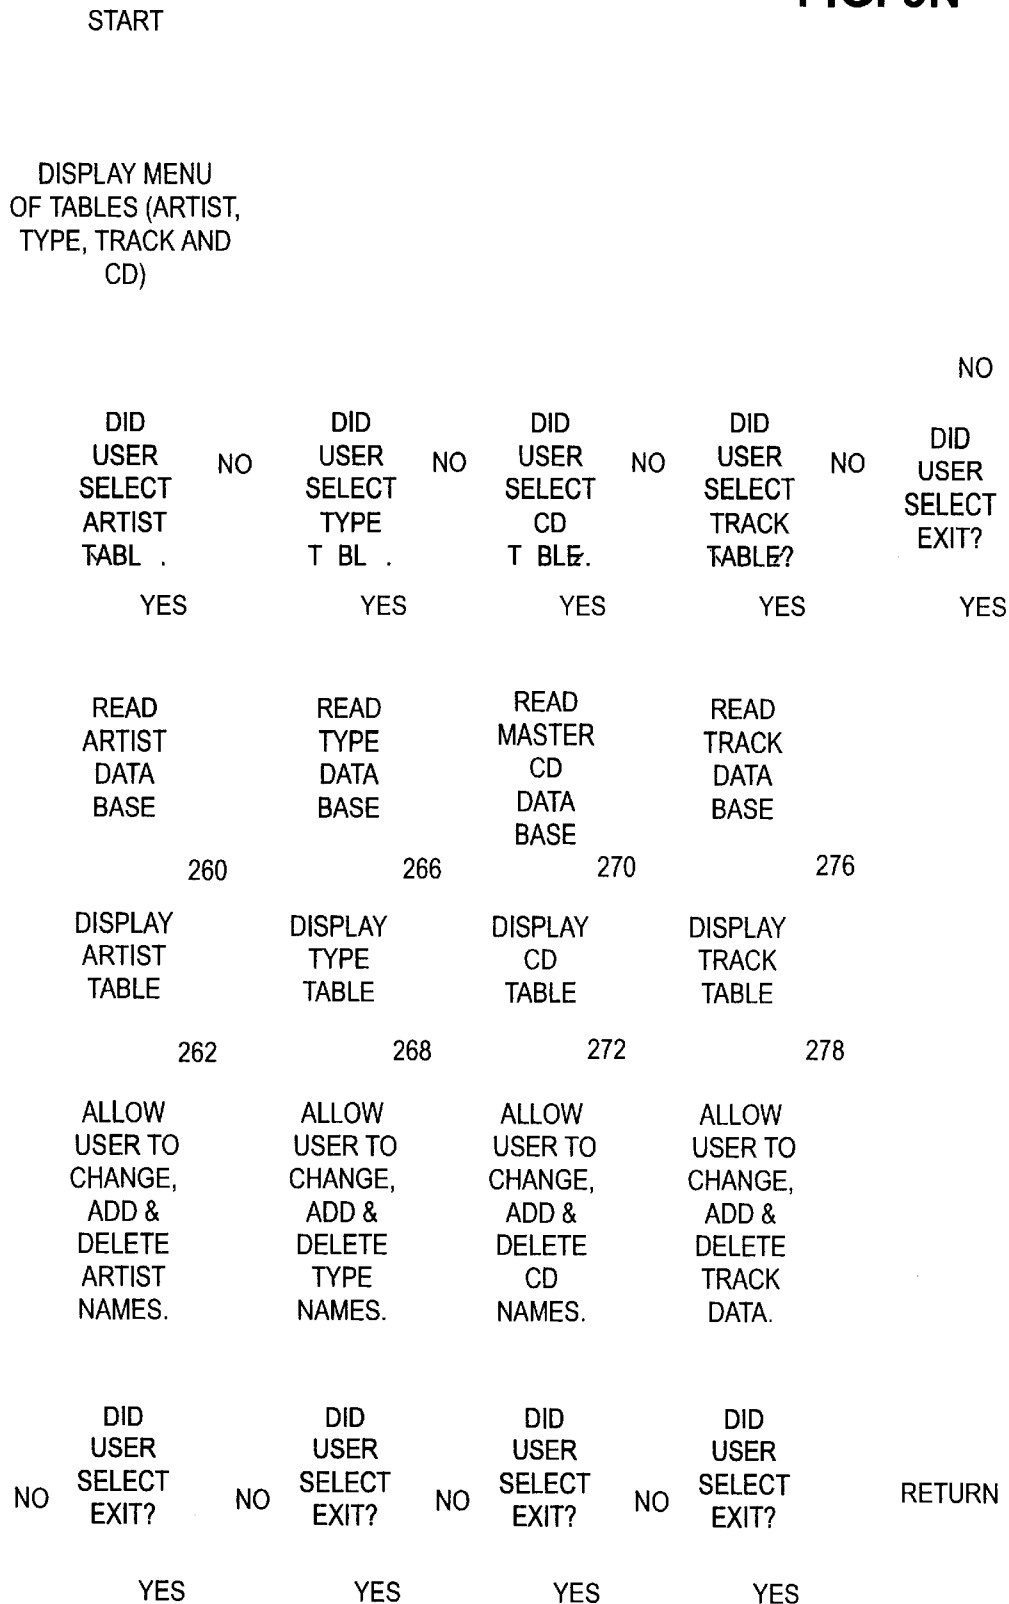 START
DISPLAY MENU
OF TABLES (ARTIST,
TYPE, TRACK AND
CD)
NO
DID
USER
SELECT
ARTIST
TABL .
NO
DID
USER
SELECT
TYPE
T BL .
NO
DID
USER
SELECT
CD
T BLE.
NO
DID
USER
SELECT
TRACK
TABLE?
NO
DID
USER
SELECT
EXIT?
YES
YES
YES
YES
YES
READ
ARTIST
DATA
BASE
READ
TYPE
DATA
BASE
READ
MASTER
CD
DATA
BASE
READ
TRACK
DATA
BASE
260
266
270
276
DISPLAY
ARTIST
TABLE
DISPLAY
TYPE
TABLE
DISPLAY
CD
TABLE
DISPLAY
TRACK
TABLE
262
268
272
278
ALLOW
USER TO
CHANGE,
ADD &
DELETE
ARTIST
NAMES.
ALLOW
USER TO
CHANGE,
ADD &
DELETE
TYPE
NAMES.
ALLOW
USER TO
CHANGE,
ADD &
DELETE
CD
NAMES.
ALLOW
USER TO
CHANGE,
ADD &
DELETE
TRACK
DATA.
NO
DID
USER
SELECT
EXIT?
NO
DID
USER
SELECT
EXIT?
NO
DID
USER
SELECT
EXIT?
NO
DID
USER
SELECT
EXIT?
RETURN
YES
YES
YES
YES